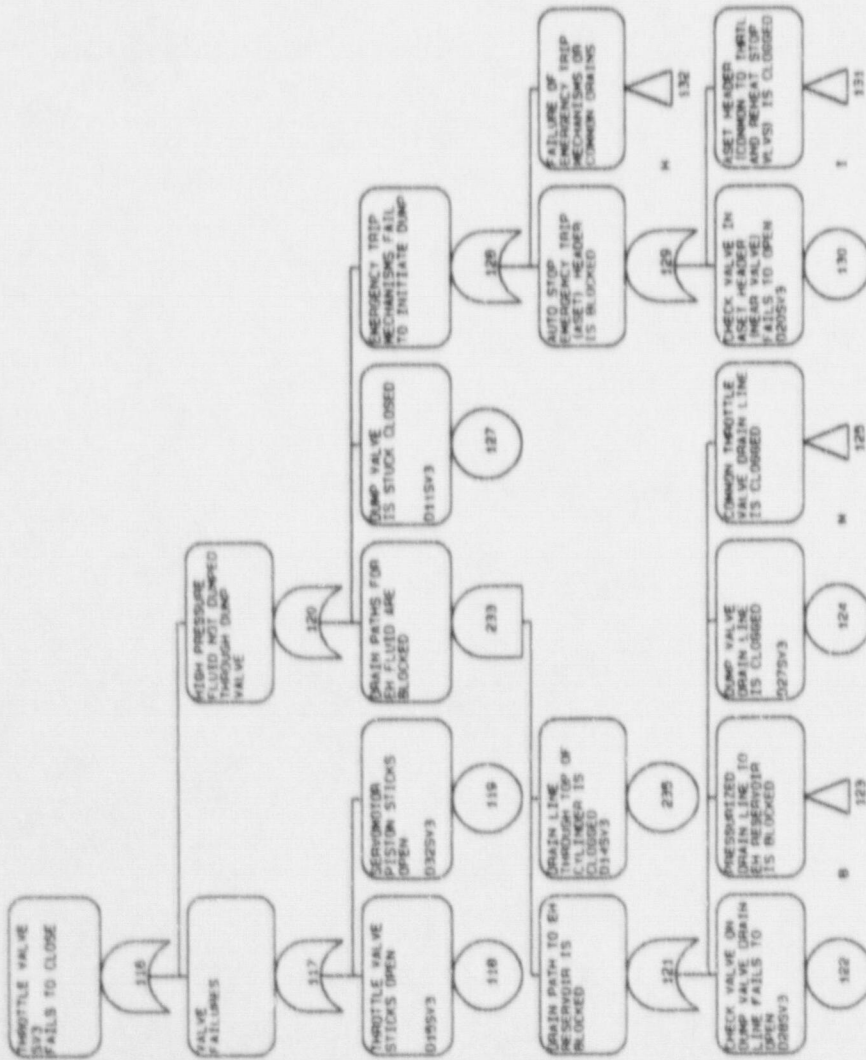 THROTTLE VALVE
SV3
FAILS TO CLOSE
116
VALVE
FAILURES
HIGH PRESSURE
FLUID NOT DUMPED
THROUGH DUMP
VALVE
117
120
THROTTLE VALVE
STICKS OPEN
D15SV3
SERVOMOTOR
PISTON STICKS
OPEN
D32SV3
DRAIN PATHS FOR
EH FLUID ARE
BLOCKED
DUMP VALVE
IS STUCK CLOSED
D11SV3
EMERGENCY TRIP
MECHANISMS FAIL
TO INITIATE DUMP
118
119
233
127
128
DRAIN PATH TO EH
RESERVOIR IS
BLOCKED
DRAIN LINE
THROUGH TOP OF
CYLINDER IS
CLOGGED
D14SV3
AUTO STOP
EMERGENCY TRIP
(ASET) HEADER
IS BLOCKED
FAILURE OF
EMERGENCY TRIP
MECHANISMS OR
COMMON DRAINS
121
235
129
H
132
CHECK VALVE ON
DUMP VALVE DRAIN
LINE FAILS TO
OPEN
D28SV3
PRESSURIZED
DRAIN LINE TO
EH RESERVOIR
IS BLOCKED
DUMP VALVE
DRAIN LINE
IS CLOGGED
D27SV3
COMMON THROTTLE
VALVE DRAIN LINE
IS CLOGGED
CHECK VALVE IN
ASET HEADER
(NEAR VALVE)
FAILS TO OPEN
D20SV3
ASET HEADER
(COMMON TO THRTL
AND REHEAT STOP
VLVS) IS CLOGGED
122
123
124
125
130
I
131